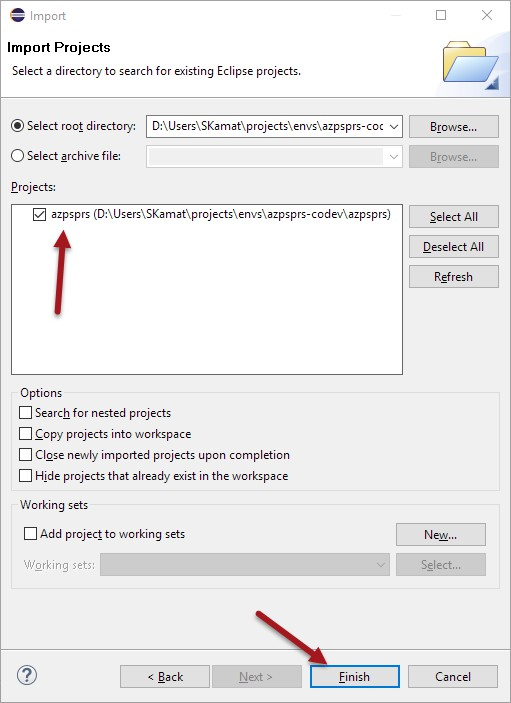 Import
Import Projects
Select a directory to search for existing Eclipse projects.
Select root directory: D:\Users\SKamat\projects\envs\azpsprs-coc Browse...
Select archive file: Browse...
Projects:
azpsprs (D:\Users\SKamat\projects\envs\azpsprs-codev\azpsprs)
Select All
Deselect All
Refresh
Options
Search for nested projects
Copy projects into workspace
Close newly imported projects upon completion
Hide projects that already exist in the workspace
Working sets
Add project to working sets New...
Working sets: Select...
? < Back Next > Finish Cancel